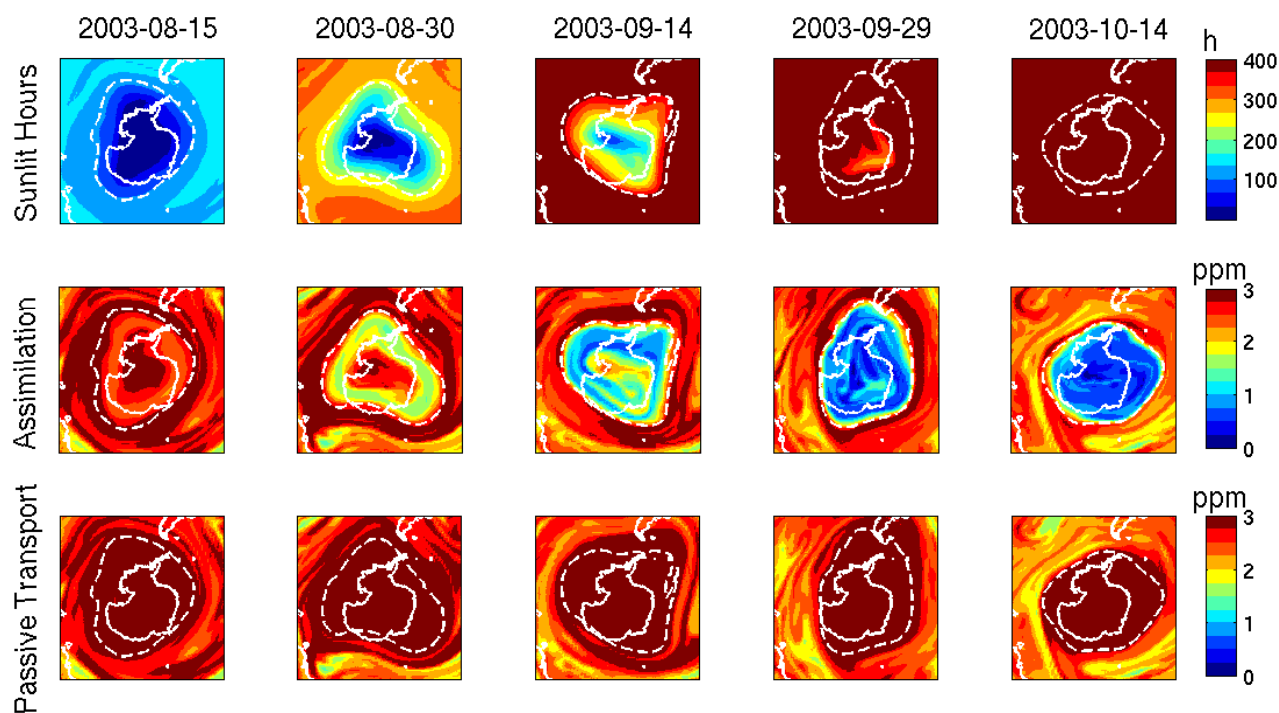 2003-08-15 2003-08-30 2003-09-14 2003-09-29 2003-10-14
h
Sunlit Hours
400
300
200
100
ppm
Assimilation
3
2
1
0
ppm
Passive Transport
3
2
1
0